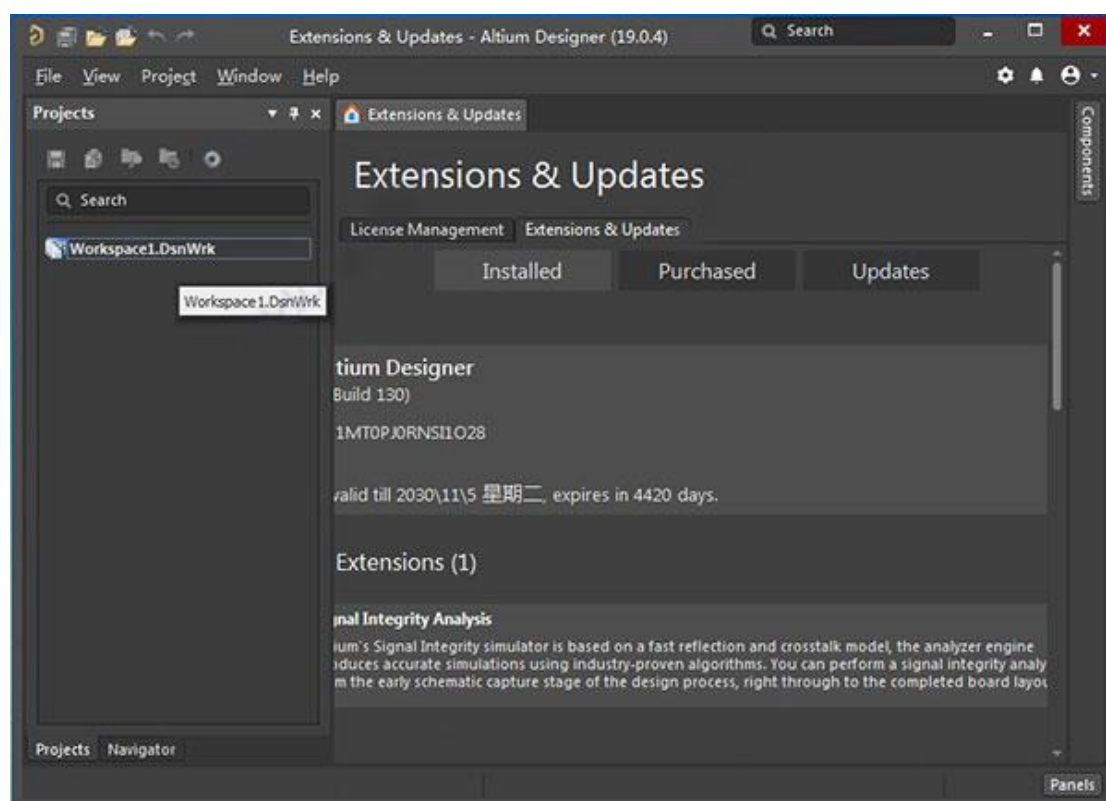 Extensions & Updates - Altium Designer (19.0.4)
Search
File View Project Window Help
Projects
Extensions & Updates
Components
Extensions & Updates
Search
License Management Extensions & Updates
Workspace1.DsnWrk
Installed Purchased Updates
Workspace1.DsnWrk
tium Designer
Build 130)
1MT0PJ0RNSI1O28
valid till 2030\11\5 星期二, expires in 4420 days.
Extensions (1)
gnal Integrity Analysis
ium's Signal Integrity simulator is based on a fast reflection and crosstalk model, the analyzer engine
oduces accurate simulations using industry-proven algorithms. You can perform a signal integrity analy
m the early schematic capture stage of the design process, right through to the completed board layou
Projects Navigator
Panels